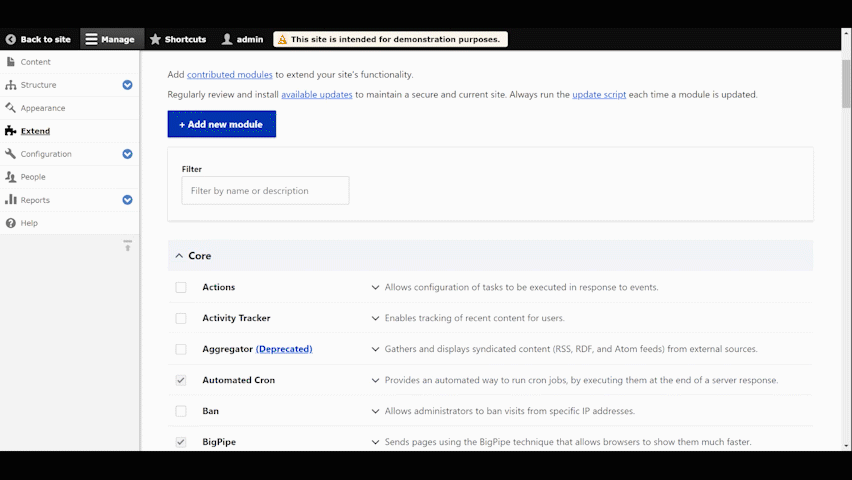 Back to site
Manage
Shortcuts
admin
This site is intended for demonstration purposes.
Content
Structure
Appearance
Extend
Configuration
People
Reports
Help
Add contributed modules to extend your site's functionality.
Regularly review and install available updates to maintain a secure and current site. Always run the update script each time a module is updated.
+ Add new module
Filter
Filter by name or description
Core
Actions
Allows configuration of tasks to be executed in response to events.
Activity Tracker
Enables tracking of recent content for users.
Aggregator (Deprecated)
Gathers and displays syndicated content (RSS, RDF, and Atom feeds) from external sources.
Automated Cron
Provides an automated way to run cron jobs, by executing them at the end of a server response.
Ban
Allows administrators to ban visits from specific IP addresses.
BigPipe
Sends pages using the BigPipe technique that allows browsers to show them much faster.